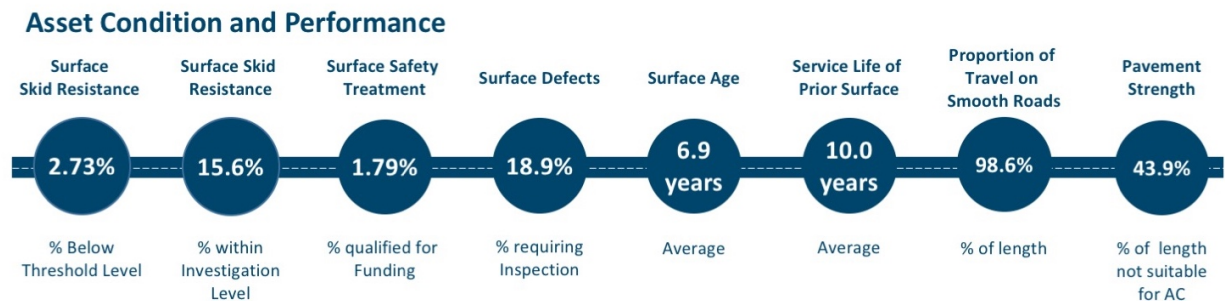 Asset Condition and Performance
Surface
Skid Resistance
Surface Skid
Resistance
Surface Safety
Treatment
Surface Defects
Surface Age
Service Life of
Prior Surface
Proportion of
Travel on
Smooth Roads
Pavement
Strength
2.73%
15.6%
1.79%
18.9%
6.9
years
10.0
years
98.6%
43.9%
% Below
Threshold Level
% within
Investigation
Level
% qualified for
Funding
% requiring
Inspection
Average
Average
% of length
% of length
not suitable
for AC